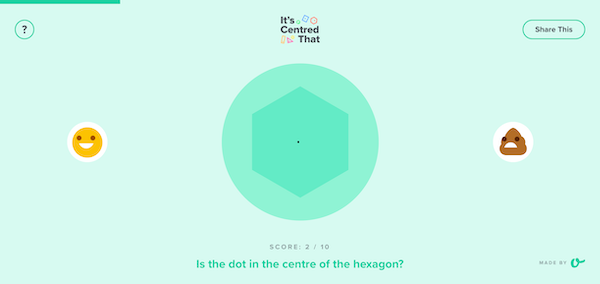 ?
It's
Centred
That
Share This
SCORE: 2 / 10
Is the dot in the centre of the hexagon?
MADE BY